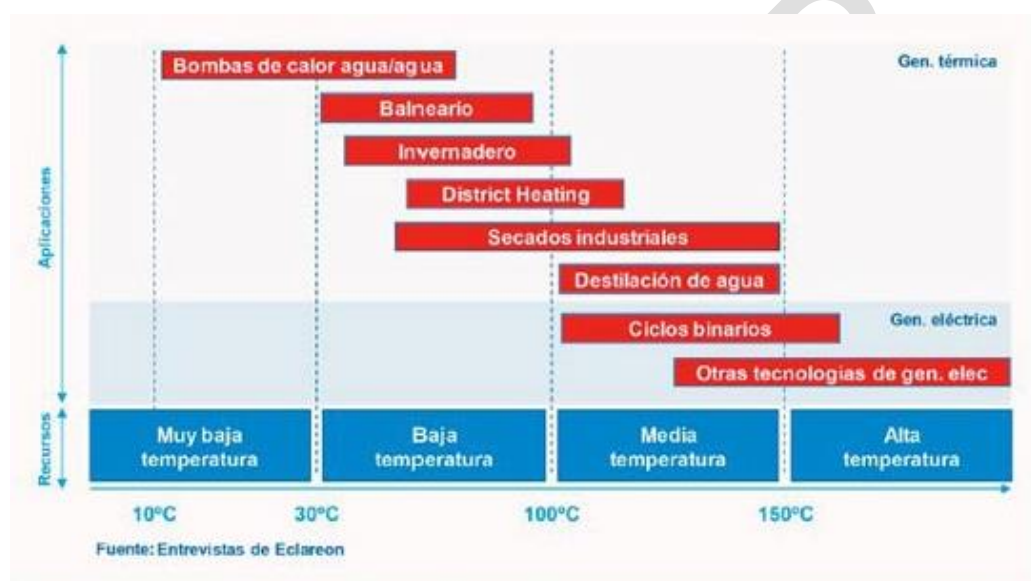 Bombas de calor agua/agua
Gen. térmica
Balneario
Invernadero
District Heating
Aplicaciones
Secados industriales
Destilación de agua
Ciclos binarios
Gen. eléctrica
Otras tecnologias de gen. elec
Recursos
Muy baja
temperatura
Baja
temperatura
Media
temperatura
Alta
temperatura
10ºC
30ºC
100ºC
150ºC
Fuente: Entrevistas de Eclareon